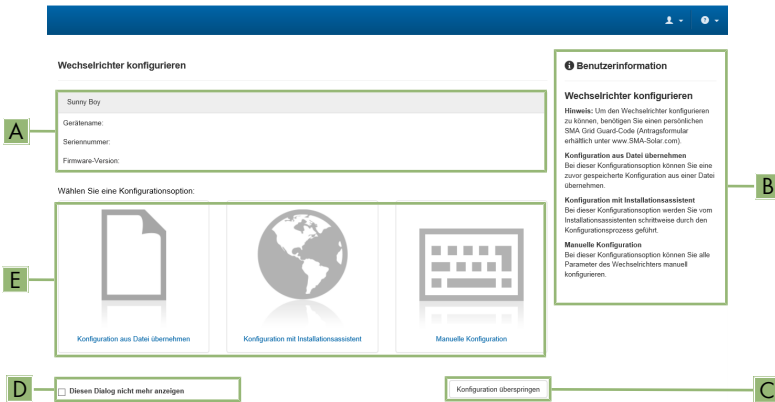 Wechselrichter konfigurieren
A
Sunny Boy
Gerätename:
Seriennummer:
Firmware-Version:
Wählen Sie eine Konfigurationsoption:
E
Konfiguration aus Datei übernehmen
Konfiguration mit Installationsassistent
Manuelle Konfiguration
D
Diesen Dialog nicht mehr anzeigen
Konfiguration überspringen
C
Benutzerinformation
Wechselrichter konfigurieren
Hinweis: Um den Wechselrichter konfigurieren
zu können, benötigen Sie einen persönlichen
SMA Grid Guard-Code (Antragsformular
erhältlich unter www.SMA-Solar.com).
Konfiguration aus Datei übernehmen
Bei dieser Konfigurationsoption können Sie eine
zuvor gespeicherte Konfiguration aus einer Datei
übernehmen.
Konfiguration mit Installationsassistent
Bei dieser Konfigurationsoption werden Sie vom
Installationsassistenten schrittweise durch den
Konfigurationsprozess geführt.
Manuelle Konfiguration
Bei dieser Konfigurationsoption können Sie alle
Parameter des Wechselrichters manuell
konfigurieren.
B